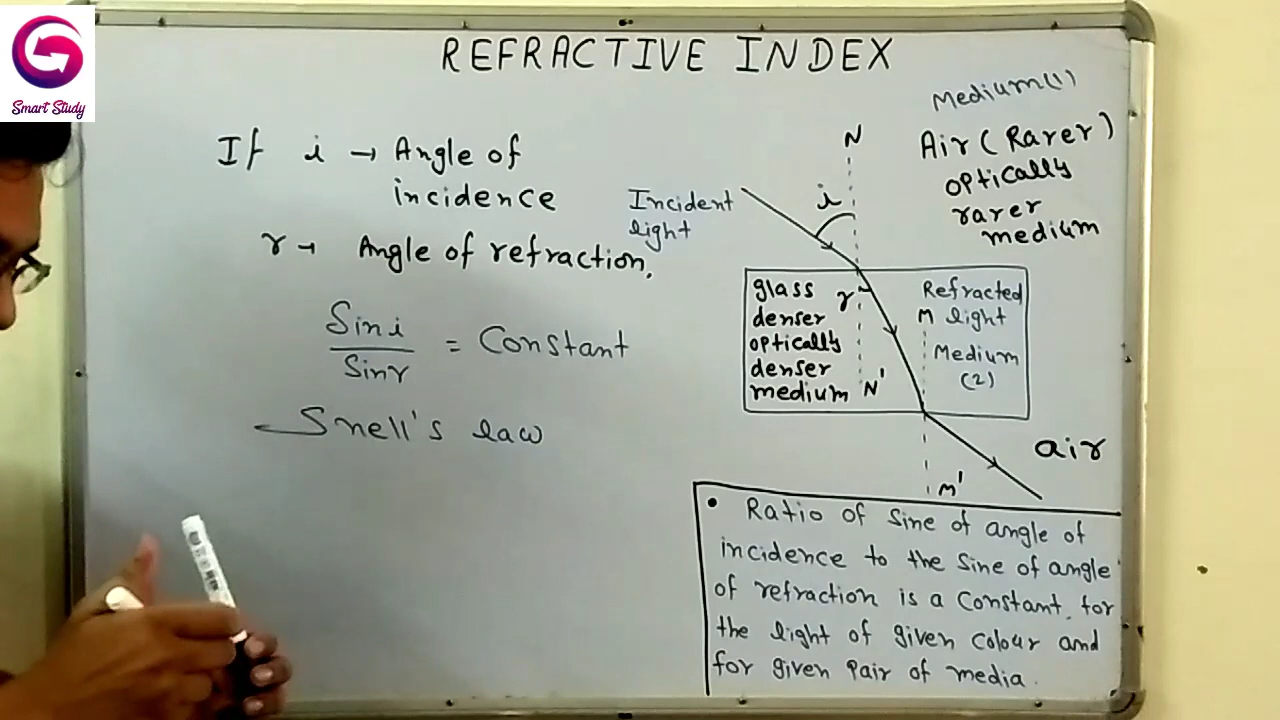 Smart Study
REFRACTIVE INDEX
If i → Angle of
incidence
r → Angle of refraction,
Sin i
Sin r
= Constant
Snell's law
Medium (1)
Air (Rarer)
optically
rarer
medium
N
i
Incident
light
glass
denser
optically
denser
medium
r
N'
Refracted
M light
Medium
(2)
air
M'
• Ratio of Sine of angle of
incidence to the sine of angle
of refraction is a constant, for
the light of given colour and
for given pair of media.